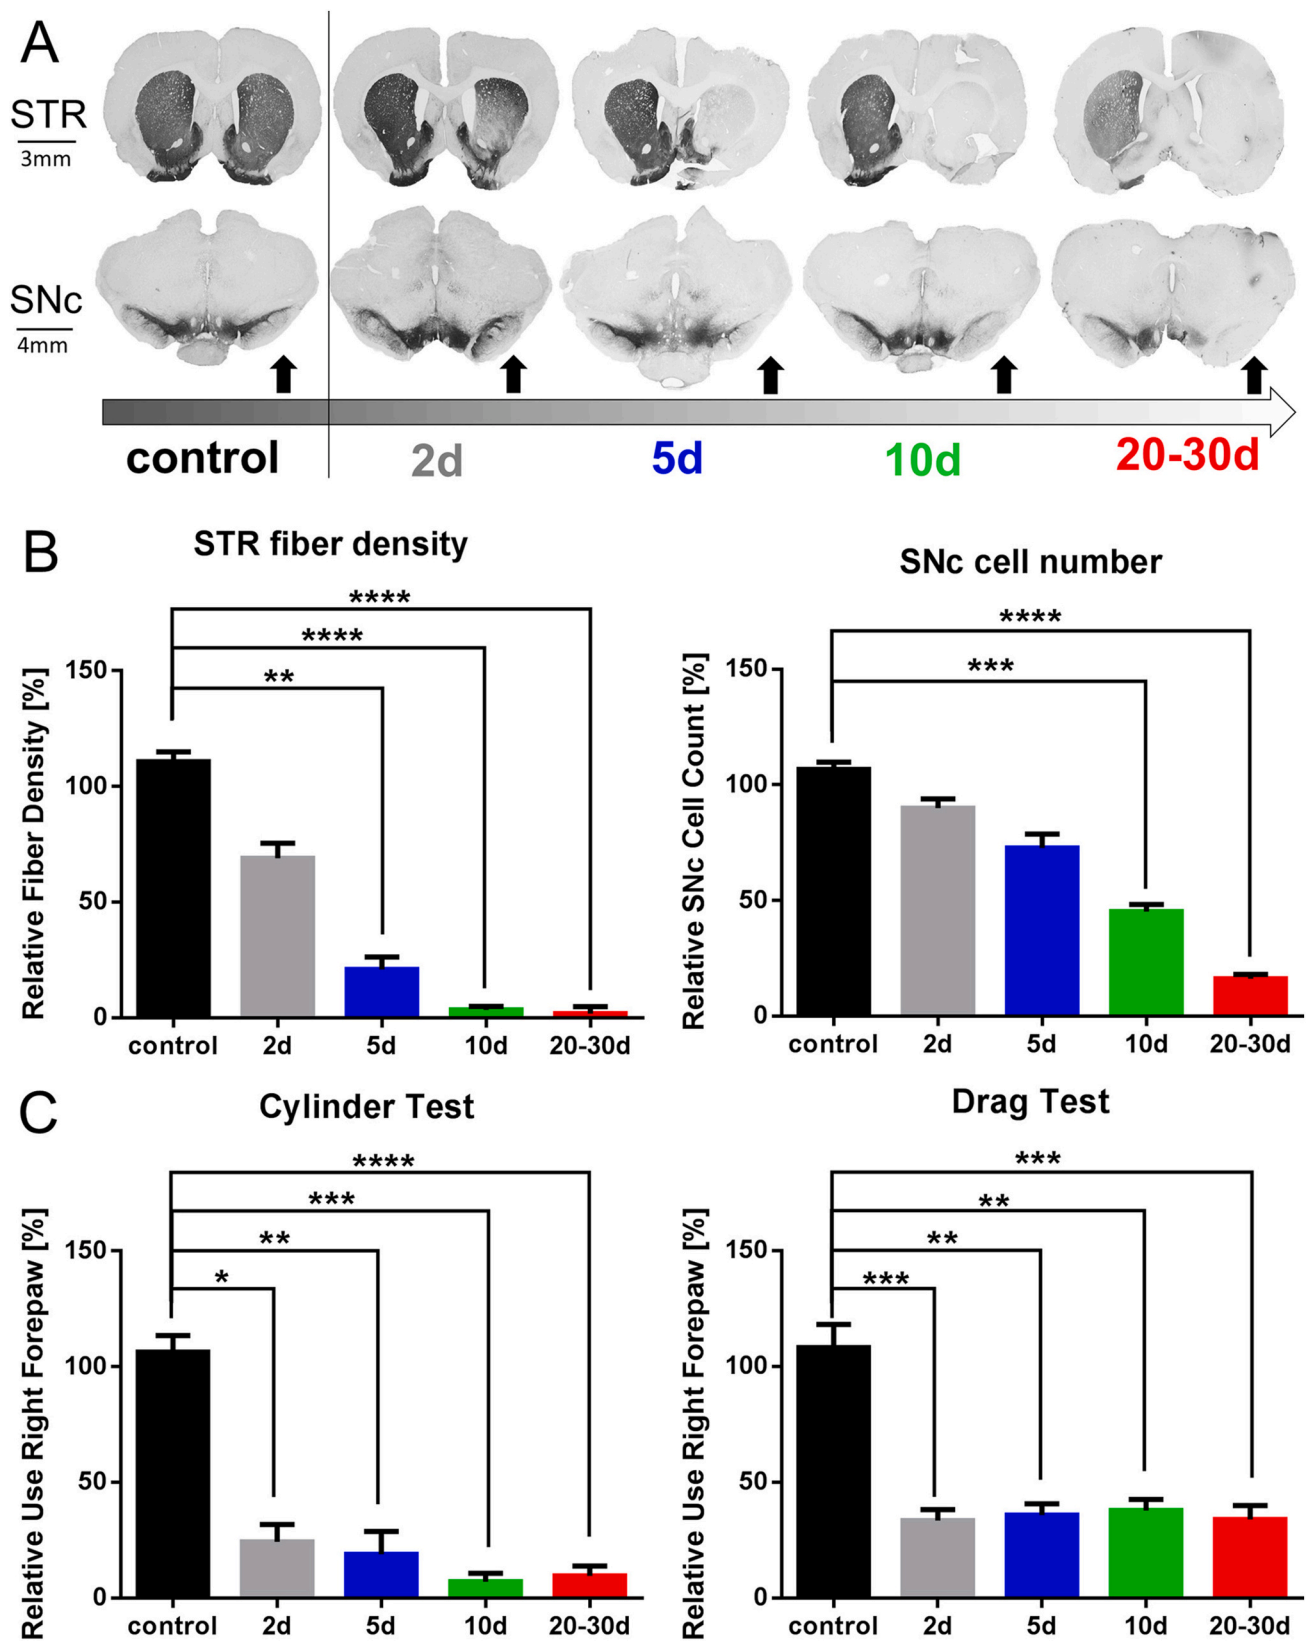 A
STR
3mm
SNc
4mm
control
2d
5d
10d
20-30d
B
STR fiber density
****
****
**
Relative Fiber Density [%]
150
100
50
0
control
2d
5d
10d
20-30d
SNc cell number
****
***
Relative SNc Cell Count [%]
150
100
50
0
control
2d
5d
10d
20-30d
C
Cylinder Test
****
***
**
*
Relative Use Right Forepaw [%]
150
100
50
0
control
2d
5d
10d
20-30d
Drag Test
***
**
**
***
Relative Use Right Forepaw [%]
150
100
50
0
control
2d
5d
10d
20-30d